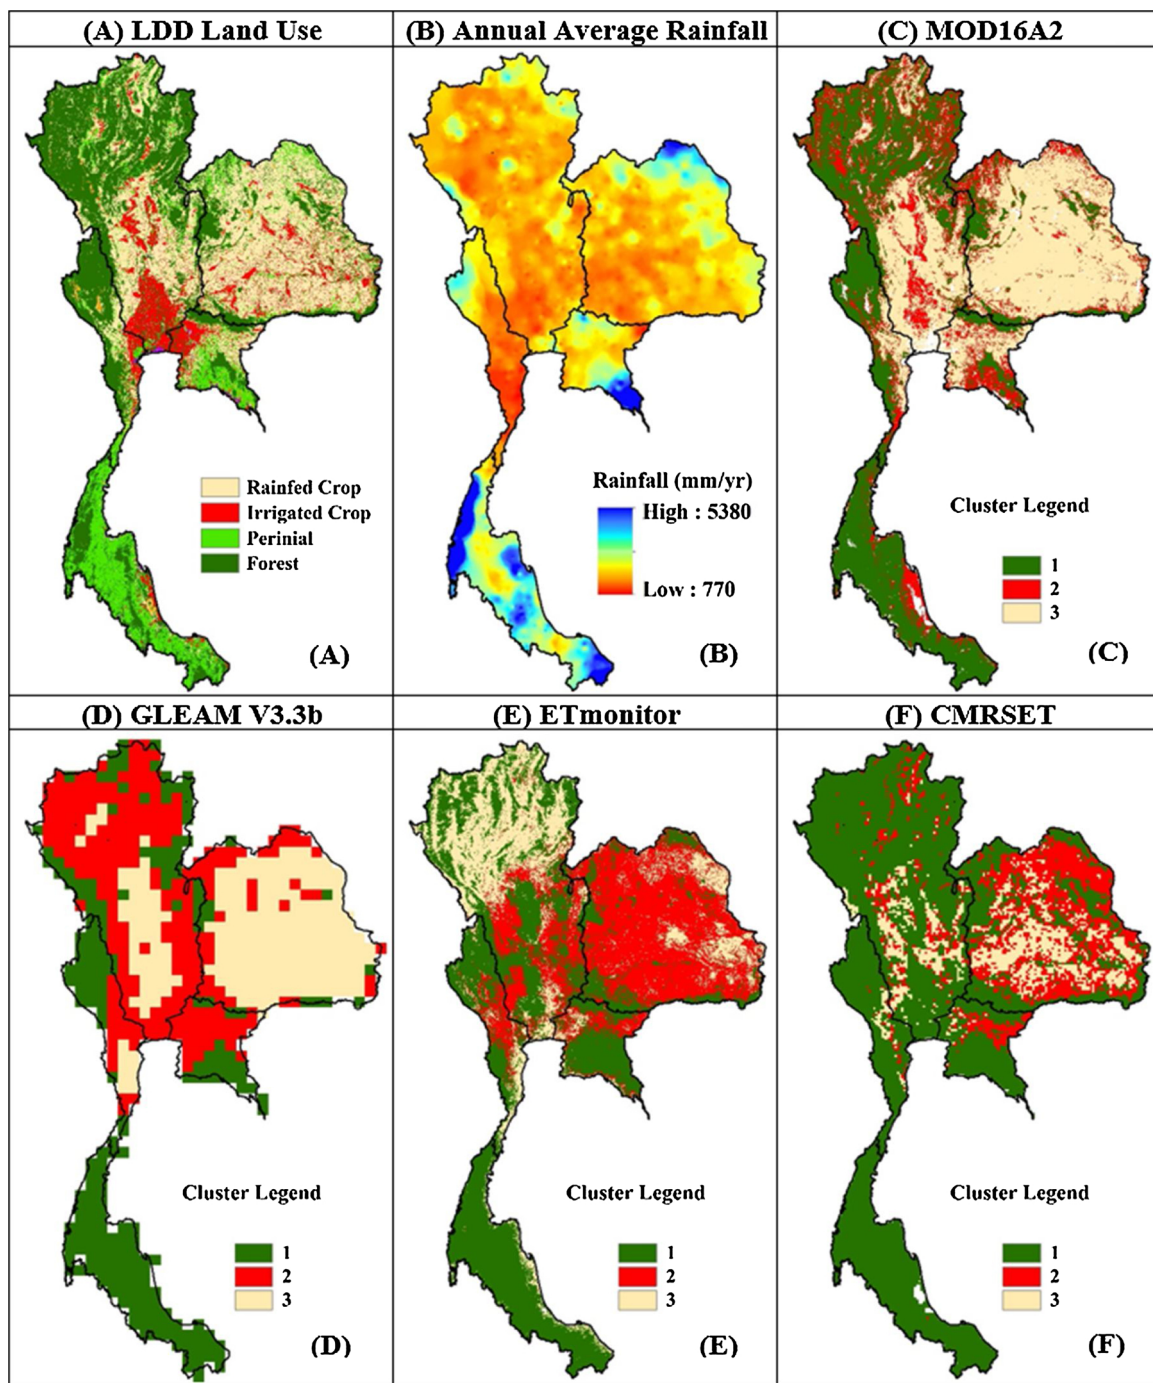 (A) LDD Land Use
(B) Annual Average Rainfall
(C) MOD16A2
Rainfed Crop
Irrigated Crop
Perinial
Forest
(A)
Rainfall (mm/yr)
High : 5380
Low : 770
(B)
Cluster Legend
1
2
3
(C)
(D) GLEAM V3.3b
(E) ETmonitor
(F) CMRSET
Cluster Legend
1
2
3
(D)
Cluster Legend
1
2
3
(E)
Cluster Legend
1
2
3
(F)